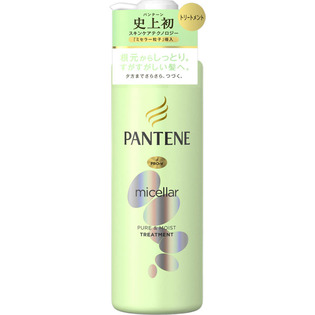 パンテーン
史上初
スキンケアテクノロジー
「ミセラー粒子」導入
トリートメント
根元からしっとり。
すがすがしい髪へ。
夕方までさらさら、つづく。
PANTENE
PRO-V
micellar
PURE & MOIST
TREATMENT